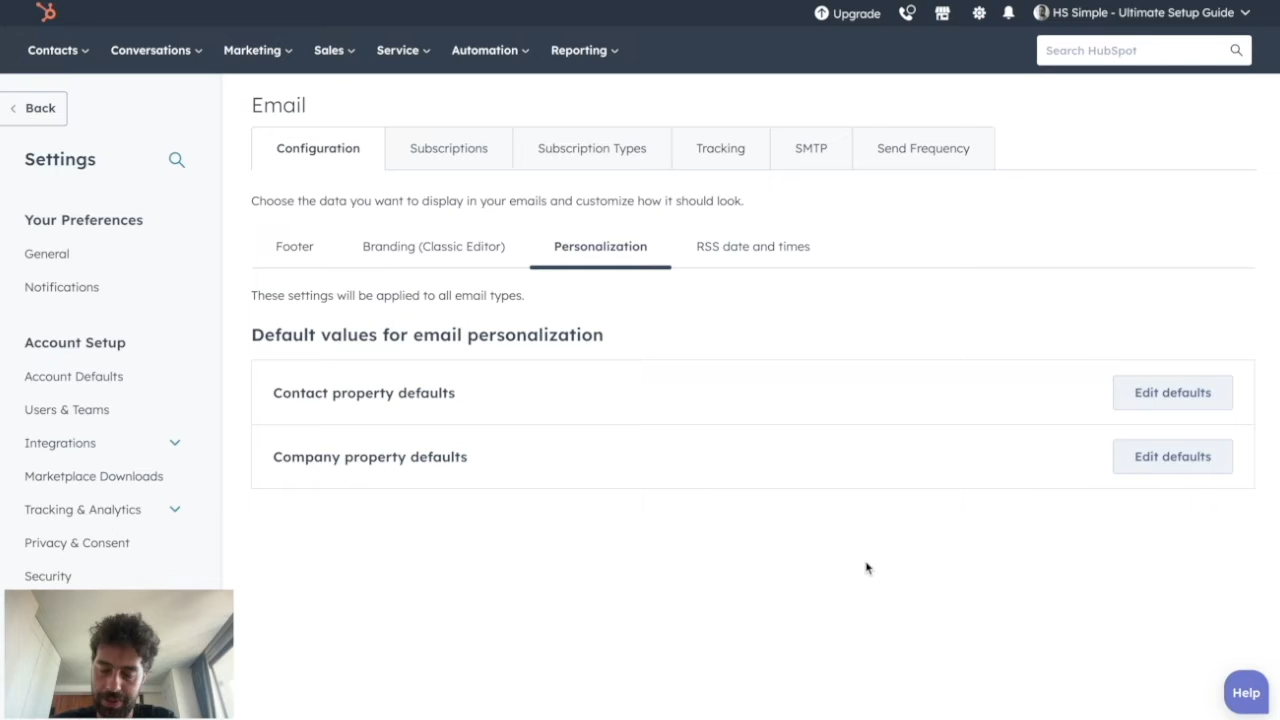 Upgrade
HS Simple - Ultimate Setup Guide
Contacts
Conversations
Marketing
Sales
Service
Automation
Reporting
Search HubSpot
Back
Settings
Your Preferences
General
Notifications
Account Setup
Account Defaults
Users & Teams
Integrations
Marketplace Downloads
Tracking & Analytics
Privacy & Consent
Security
Email
Configuration
Subscriptions
Subscription Types
Tracking
SMTP
Send Frequency
Choose the data you want to display in your emails and customize how it should look.
Footer
Branding (Classic Editor)
Personalization
RSS date and times
These settings will be applied to all email types.
Default values for email personalization
Contact property defaults
Edit defaults
Company property defaults
Edit defaults
Help